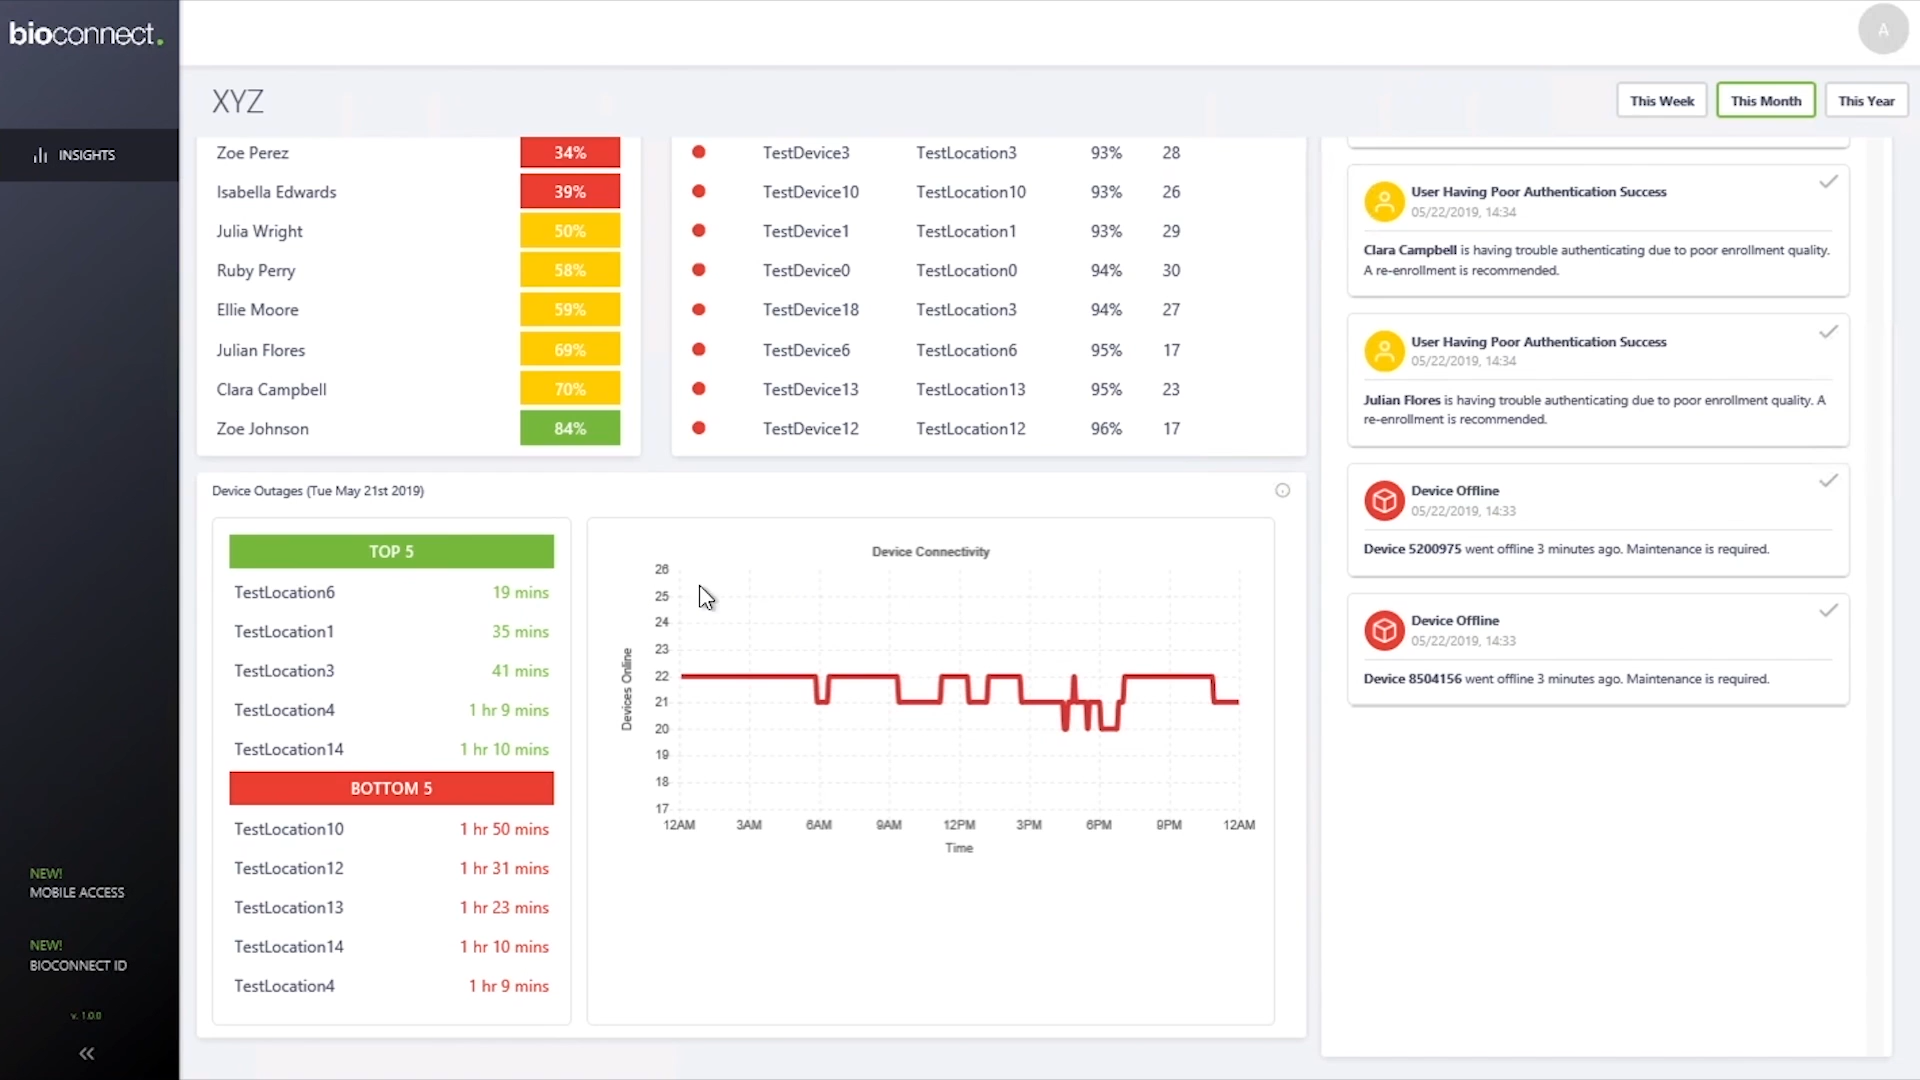 bioconnect.
A
INSIGHTS
XYZ
This Week
This Month
This Year
Zoe Perez 34%
Isabella Edwards 39%
Julia Wright 50%
Ruby Perry 58%
Ellie Moore 59%
Julian Flores 69%
Clara Campbell 70%
Zoe Johnson 84%
TestDevice3 TestLocation3 93% 28
TestDevice10 TestLocation10 93% 26
TestDevice1 TestLocation1 93% 29
TestDevice0 TestLocation0 94% 30
TestDevice18 TestLocation3 94% 27
TestDevice6 TestLocation6 95% 17
TestDevice13 TestLocation13 95% 23
TestDevice12 TestLocation12 96% 17
User Having Poor Authentication Success
05/22/2019, 14:34
Clara Campbell is having trouble authenticating due to poor enrollment quality.
A re-enrollment is recommended.
User Having Poor Authentication Success
05/22/2019, 14:34
Julian Flores is having trouble authenticating due to poor enrollment quality. A
re-enrollment is recommended.
Device Offline
05/22/2019, 14:33
Device 5200975 went offline 3 minutes ago. Maintenance is required.
Device Offline
05/22/2019, 14:33
Device 8504156 went offline 3 minutes ago. Maintenance is required.
Device Outages (Tue May 21st 2019)
TOP 5
TestLocation6 19 mins
TestLocation1 35 mins
TestLocation3 41 mins
TestLocation4 1 hr 9 mins
TestLocation14 1 hr 10 mins
BOTTOM 5
TestLocation10 1 hr 50 mins
TestLocation12 1 hr 31 mins
TestLocation13 1 hr 23 mins
TestLocation14 1 hr 10 mins
TestLocation4 1 hr 9 mins
Device Connectivity
Devices Online
26
25
24
23
22
21
20
19
18
17
12AM 3AM 6AM 9AM 12PM 3PM 6PM 9PM 12AM
Time
NEW!
MOBILE ACCESS
NEW!
BIOCONNECT ID
v. 1.0.0